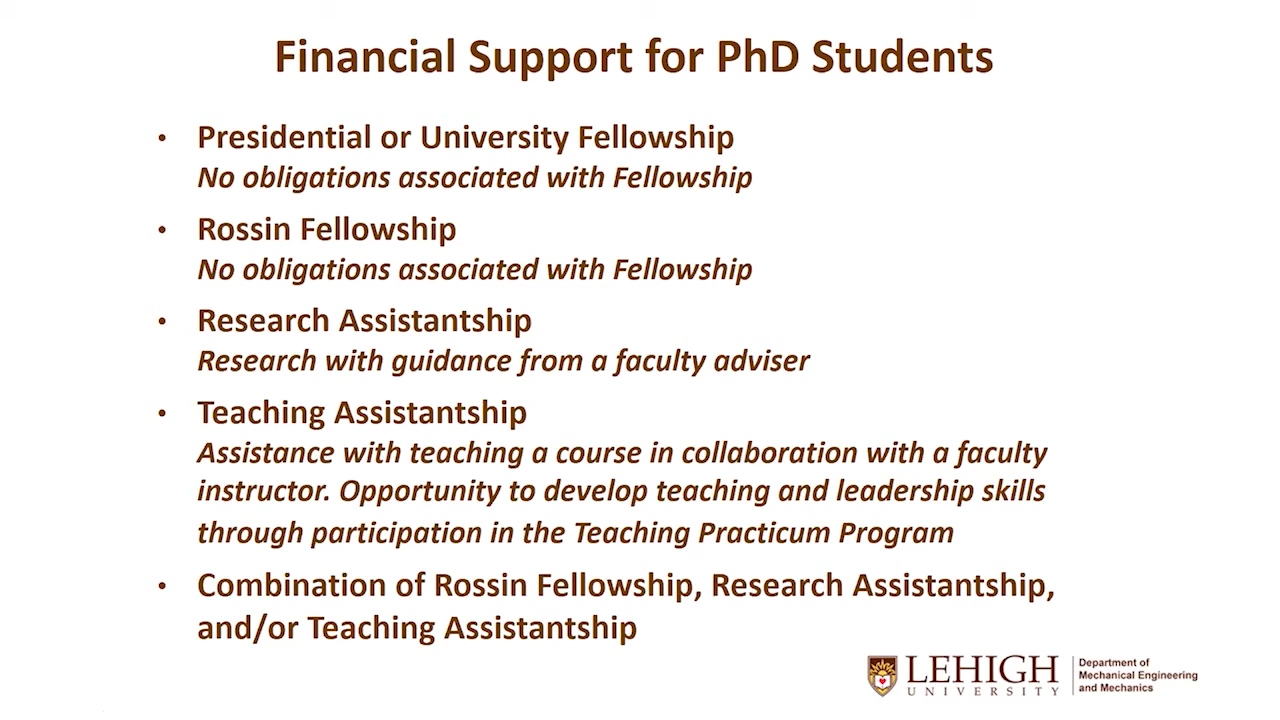 Financial Support for PhD Students
• Presidential or University Fellowship
No obligations associated with Fellowship
• Rossin Fellowship
No obligations associated with Fellowship
• Research Assistantship
Research with guidance from a faculty adviser
• Teaching Assistantship
Assistance with teaching a course in collaboration with a faculty
instructor. Opportunity to develop teaching and leadership skills
through participation in the Teaching Practicum Program
• Combination of Rossin Fellowship, Research Assistantship,
and/or Teaching Assistantship
LEHIGH
UNIVERSITY
Department of
Mechanical Engineering
and Mechanics